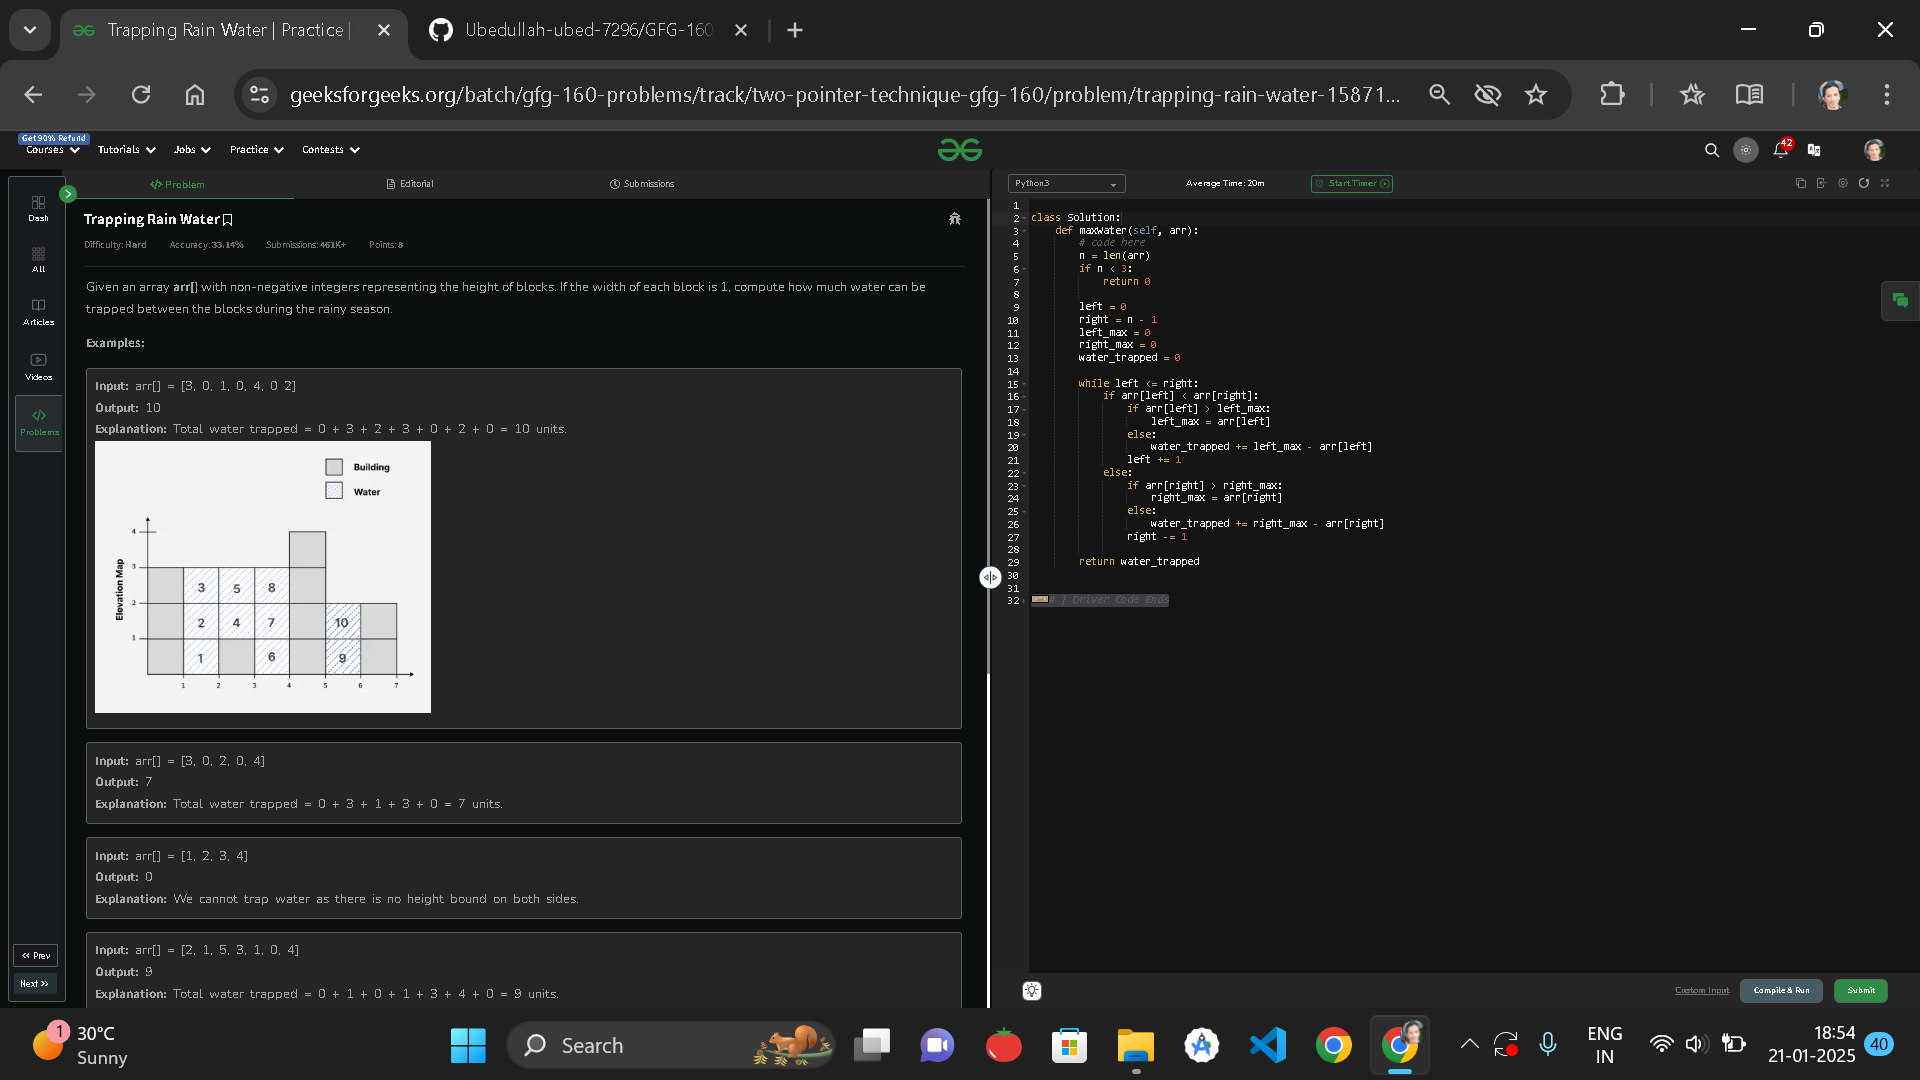 Trapping Rain Water | Practice |
Ubedullah-ubed-7296/GFG-160
geeksforgeeks.org/batch/gfg-160-problems/track/two-pointer-technique-gfg-160/problem/trapping-rain-water-15871...
Get 90% Refund
Courses Tutorials Jobs Practice Contests
42
Dash
All
Articles
Videos
Problems
<< Prev
Next >>
</> Problem Editorial Submissions
Trapping Rain Water
Difficulty: Hard Accuracy: 33.14% Submissions: 461K+ Points: 8
Given an array arr[] with non-negative integers representing the height of blocks. If the width of each block is 1, compute how much water can be
trapped between the blocks during the rainy season.
Examples:
Input: arr[] = [3, 0, 1, 0, 4, 0 2]
Output: 10
Explanation: Total water trapped = 0 + 3 + 2 + 3 + 0 + 2 + 0 = 10 units.
Building
Water
Elevation Map
4
3
2
1
3 5 8
2 4 7 10
1 6 9
1 2 3 4 5 6 7
Input: arr[] = [3, 0, 2, 0, 4]
Output: 7
Explanation: Total water trapped = 0 + 3 + 1 + 3 + 0 = 7 units.
Input: arr[] = [1, 2, 3, 4]
Output: 0
Explanation: We cannot trap water as there is no height bound on both sides.
Input: arr[] = [2, 1, 5, 3, 1, 0, 4]
Output: 9
Explanation: Total water trapped = 0 + 1 + 0 + 1 + 3 + 4 + 0 = 9 units.
Python3 Average Time: 20m Start Timer
1
2 class Solution:
3 def maxWater(self, arr):
4 # code here
5 n = len(arr)
6 if n < 3:
7 return 0
8
9 left = 0
10 right = n - 1
11 left_max = 0
12 right_max = 0
13 water_trapped = 0
14
15 while left <= right:
16 if arr[left] < arr[right]:
17 if arr[left] > left_max:
18 left_max = arr[left]
19 else:
20 water_trapped += left_max - arr[left]
21 left += 1
22 else:
23 if arr[right] > right_max:
24 right_max = arr[right]
25 else:
26 water_trapped += right_max - arr[right]
27 right -= 1
28
29 return water_trapped
30
31
32 # } Driver Code Ends
Custom Input Compile & Run Submit
1
30°C
Sunny
Search
ENG
IN
18:54
21-01-2025
40